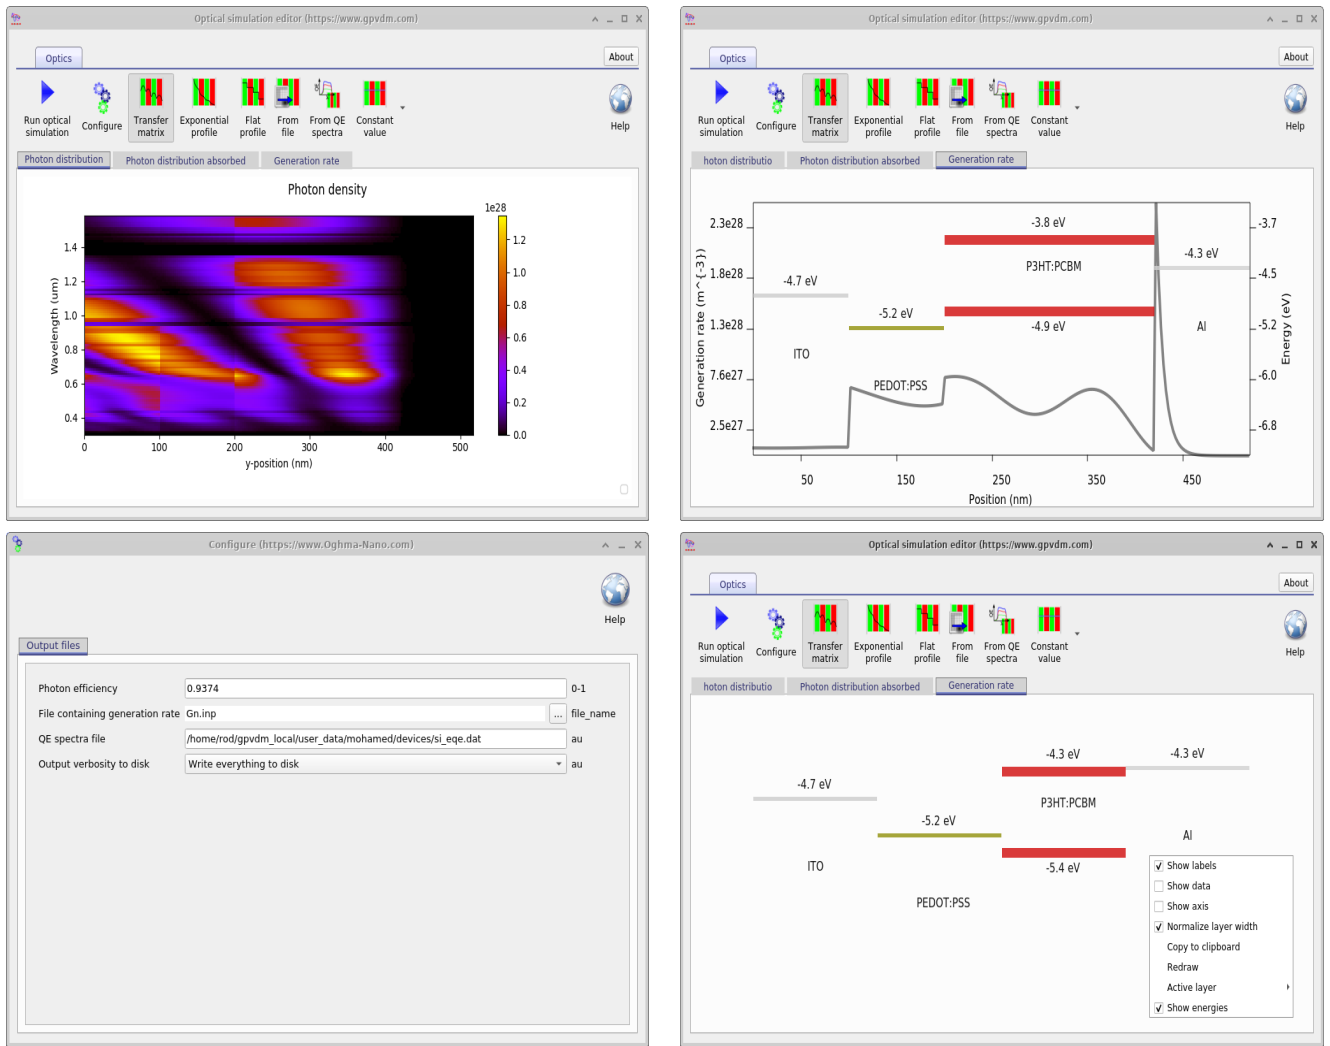 Optical simulation editor (https://www.gpvdm.com)
Optics
About
Run optical simulation
Configure
Transfer matrix
Exponential profile
Flat profile
From file
From QE spectra
Constant value
Help
Photon distribution
Photon distribution absorbed
Generation rate
Photon density
1e28
Wavelength (um)
1.4
1.2
1.0
0.8
0.6
0.4
1.2
1.0
0.8
0.6
0.4
0.2
0.0
0 100 200 300 400 500
y-position (nm)
Optical simulation editor (https://www.gpvdm.com)
Optics
About
Run optical simulation
Configure
Transfer matrix
Exponential profile
Flat profile
From file
From QE spectra
Constant value
Help
hoton distributio
Photon distribution absorbed
Generation rate
Generation rate (m^{-3})
2.3e28
1.8e28
1.3e28
7.6e27
2.5e27
-4.7 eV
ITO
-5.2 eV
PEDOT:PSS
-3.8 eV
P3HT:PCBM
-4.9 eV
-4.3 eV
Al
-3.7
-4.5
-5.2
-6.0
-6.8
Energy (eV)
50 150 250 350 450
Position (nm)
Configure (https://www.Oghma-Nano.com)
Help
Output files
Photon efficiency 0.9374 0-1
File containing generation rate Gn.inp ... file_name
QE spectra file /home/rod/gpvdm_local/user_data/mohamed/devices/si_eqe.dat au
Output verbosity to disk Write everything to disk au
Optical simulation editor (https://www.gpvdm.com)
Optics
About
Run optical simulation
Configure
Transfer matrix
Exponential profile
Flat profile
From file
From QE spectra
Constant value
Help
hoton distributio
Photon distribution absorbed
Generation rate
-4.7 eV
ITO
-5.2 eV
PEDOT:PSS
-4.3 eV
P3HT:PCBM
-5.4 eV
-4.3 eV
Al
Show labels
Show data
Show axis
Normalize layer width
Copy to clipboard
Redraw
Active layer
Show energies